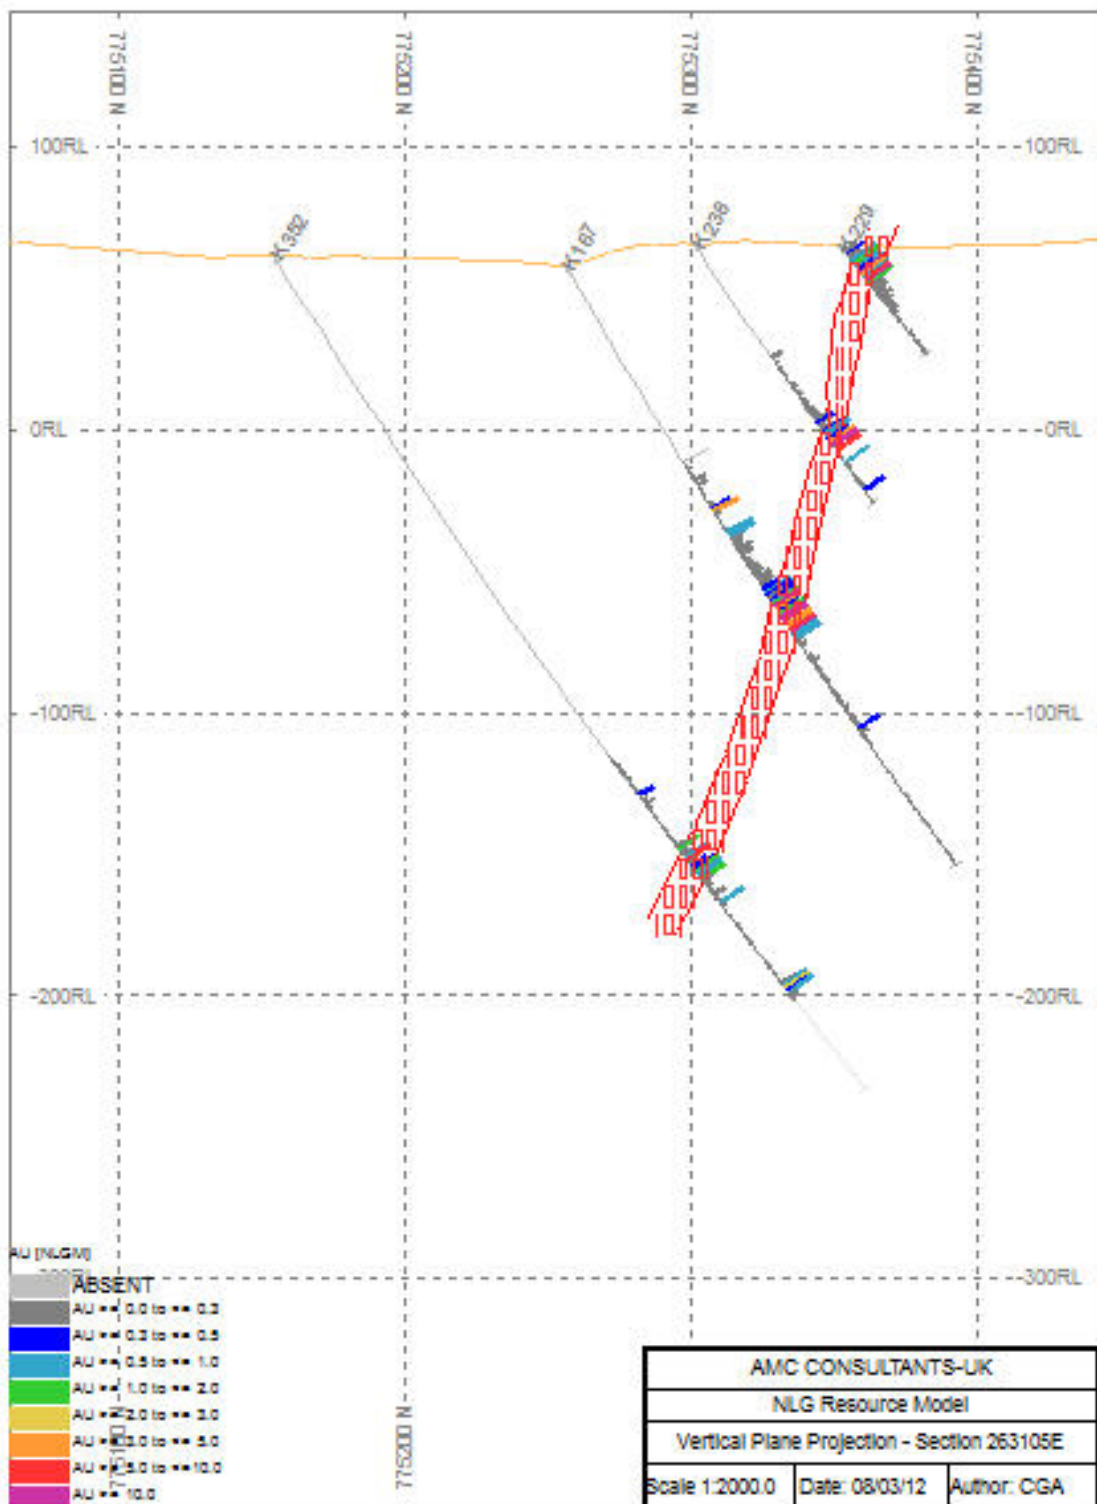 775100 N
775200 N
775300 N
775400 N
100RL
100RL
K352
K167
K238
K229
0RL
0RL
-100RL
-100RL
-200RL
-200RL
-300RL
AU [NLGM]
ABSENT
AU >= 0.0 to <= 0.2
AU >= 0.2 to <= 0.5
AU >= 0.5 to <= 1.0
AU >= 1.0 to <= 2.0
AU >= 2.0 to <= 3.0
AU >= 3.0 to <= 5.0
AU >= 5.0 to <=10.0
AU >= 10.0
775100 N
775200 N
AMC CONSULTANTS-UK
NLG Resource Model
Vertical Plane Projection - Section 263105E
Scale 1:2000.0
Date: 08/03/12
Author: CGA